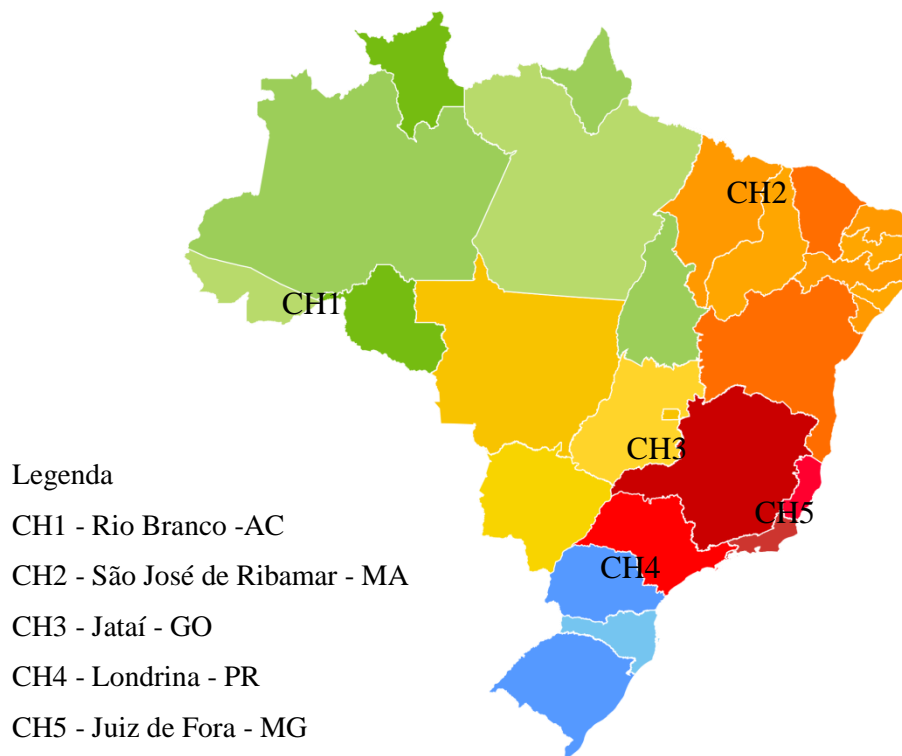 CH2
CH1
CH3
Legenda
CH5
CH1 - Rio Branco -AC
CH4
CH2 - São José de Ribamar - MA
CH3 - Jataí - GO
CH4 - Londrina - PR
CH5 - Juiz de Fora - MG